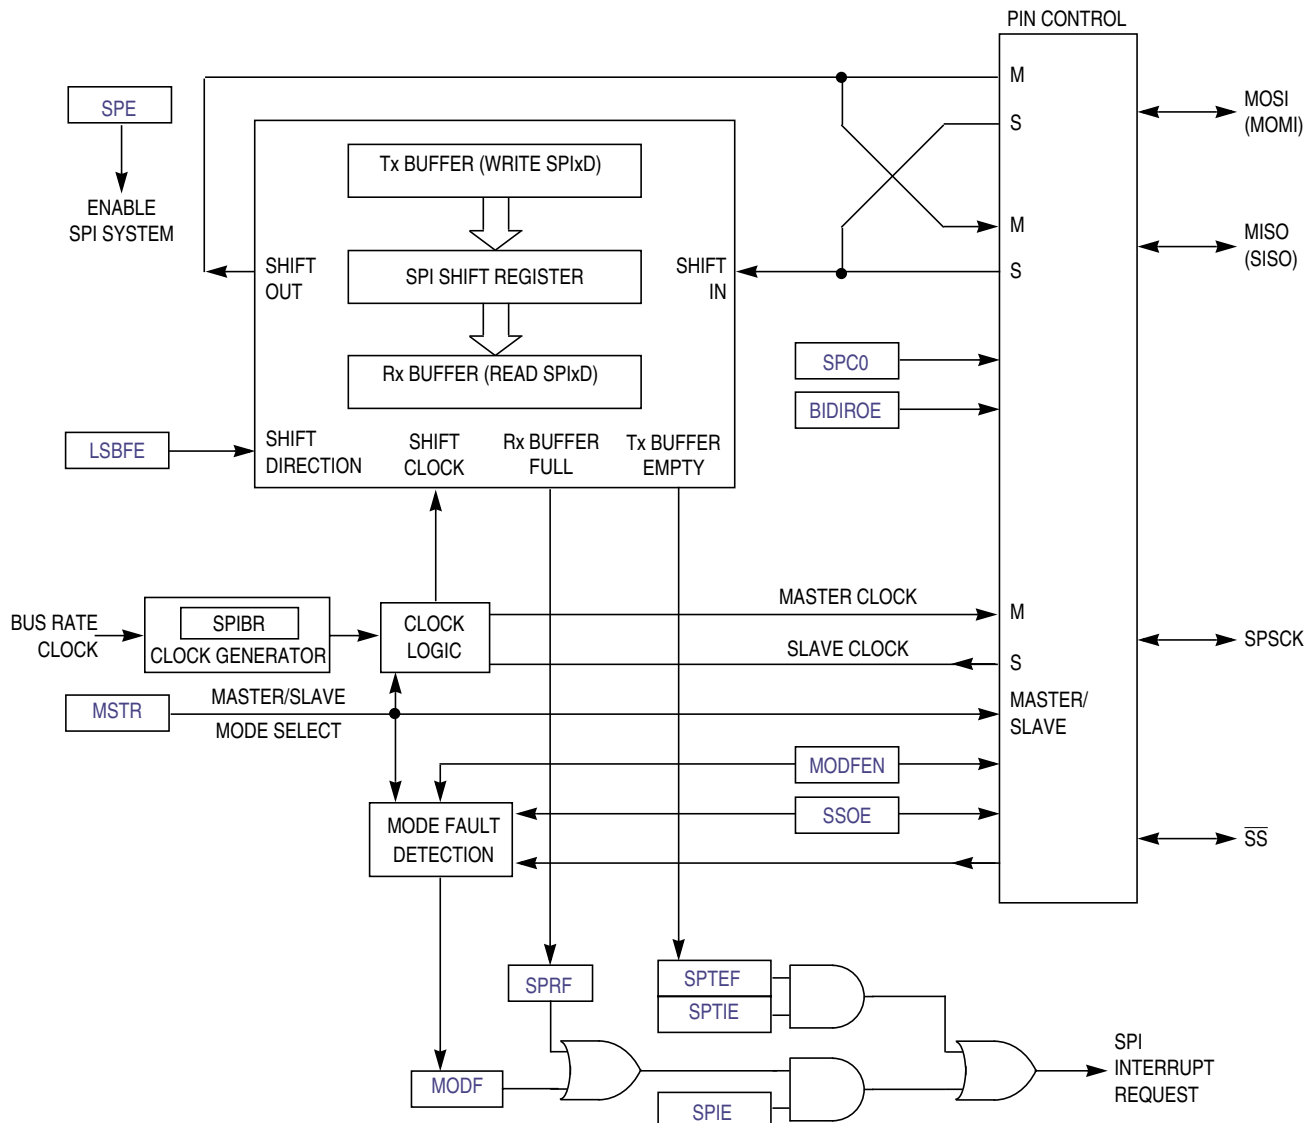 PIN CONTROL
M
S
MOSI
(MOMI)
M
S
MISO
(SISO)
SPE
ENABLE
SPI SYSTEM
Tx BUFFER (WRITE SPIxD)
SHIFT
OUT
SPI SHIFT REGISTER
SHIFT
IN
Rx BUFFER (READ SPIxD)
SPC0
BIDIROE
LSBFE
SHIFT
DIRECTION
SHIFT
CLOCK
Rx BUFFER
FULL
Tx BUFFER
EMPTY
BUS RATE
CLOCK
SPIBR
CLOCK GENERATOR
CLOCK
LOGIC
MASTER CLOCK
M
SLAVE CLOCK
S
SPSCK
MSTR
MASTER/SLAVE
MODE SELECT
MASTER/
SLAVE
MODFEN
SSOE
MODE FAULT
DETECTION
SS
SPRF
SPTEF
SPTIE
MODF
SPIE
SPI
INTERRUPT
REQUEST